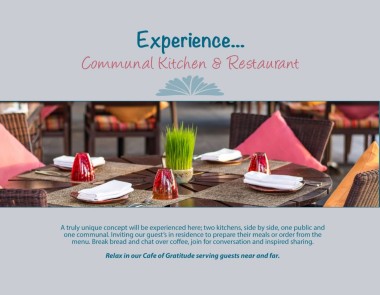 Experience...
Communal Kitchen & Restaurant
A truly unique concept will be experienced here; two kitchens, side by side, one public and
one communal. Inviting our guest's in residence to prepare their meals or order from the
menu. Break bread and chat over coffee, join for conversation and inspired sharing.
Relax in our Cafe of Gratitude serving guests near and far.